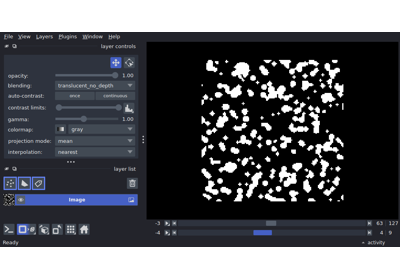 File View Layers Plugins Window Help
layer controls
opacity: 1.00
blending: translucent_no_depth
auto-contrast: once continuous
contrast limits:
gamma: 1.00
colormap: gray
projection mode: mean
interpolation: nearest
layer list
Image
-3 63 127
-4 4 9
Ready activity